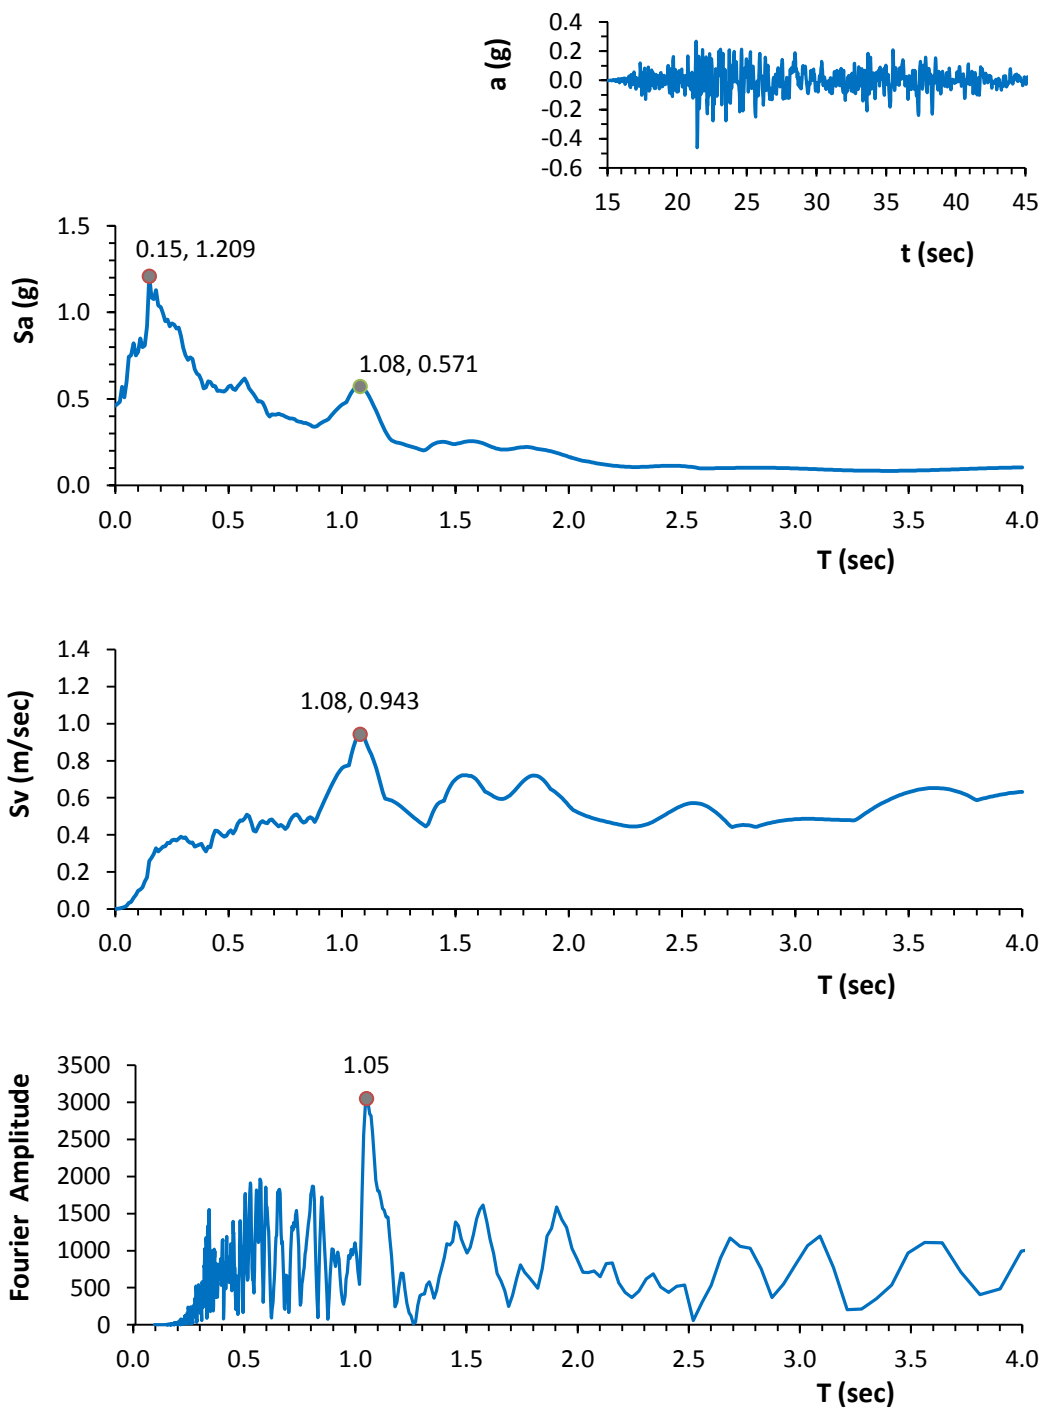 a (g)
0.4
0.2
0.0
-0.2
-0.4
-0.6
15 20 25 30 35 40 45
t (sec)
Sa (g)
1.5
1.0
0.5
0.0
0.15, 1.209
1.08, 0.571
0.0 0.5 1.0 1.5 2.0 2.5 3.0 3.5 4.0
T (sec)
Sv (m/sec)
1.4
1.2
1.0
0.8
0.6
0.4
0.2
0.0
1.08, 0.943
0.0 0.5 1.0 1.5 2.0 2.5 3.0 3.5 4.0
T (sec)
Fourier Amplitude
3500
3000
2500
2000
1500
1000
500
0
1.05
0.0 0.5 1.0 1.5 2.0 2.5 3.0 3.5 4.0
T (sec)